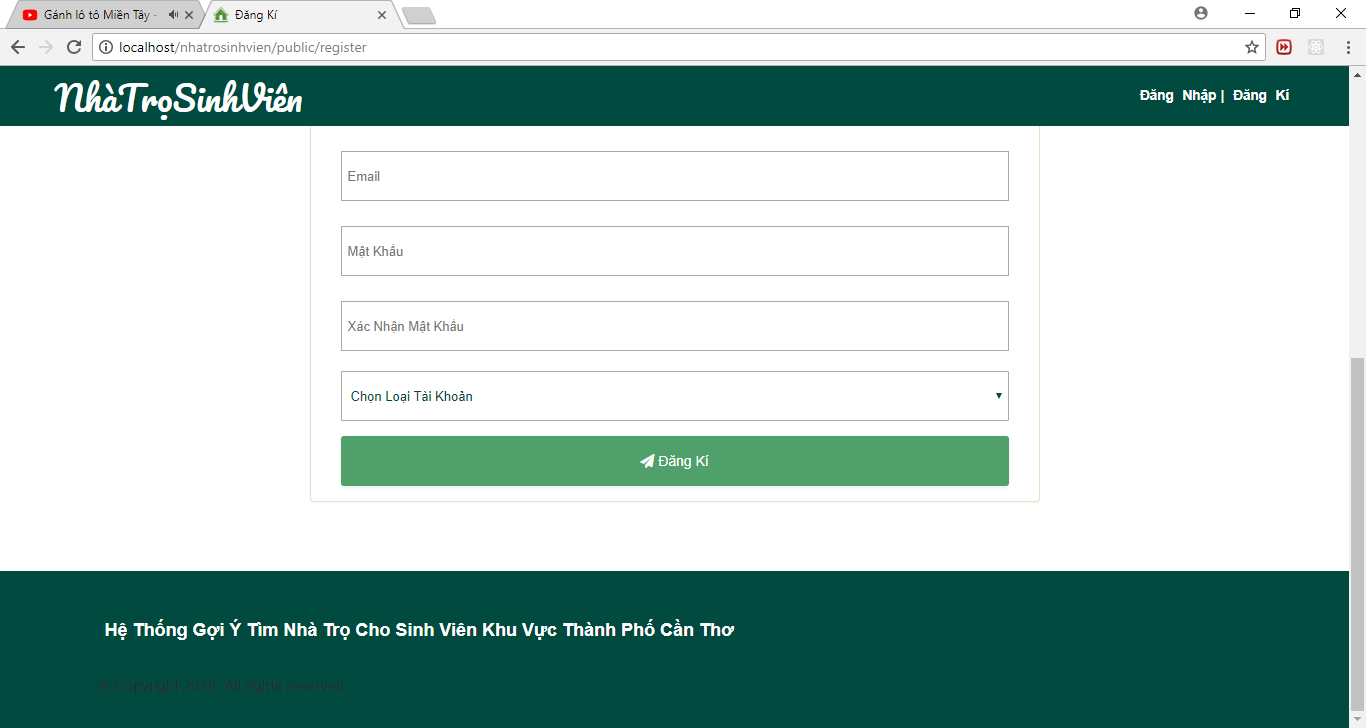 Gánh lô tô Miền Tây -
Đăng Kí
localhost/nhatrosinhvien/public/register
NhàTrọSinhViên
Đăng Nhập | Đăng Kí
Email
Mật Khẩu
Xác Nhận Mật Khẩu
Chọn Loại Tài Khoản
Đăng Kí
Hệ Thống Gợi Ý Tìm Nhà Trọ Cho Sinh Viên Khu Vực Thành Phố Cần Thơ
© Copyright 2018. All rights reserved.